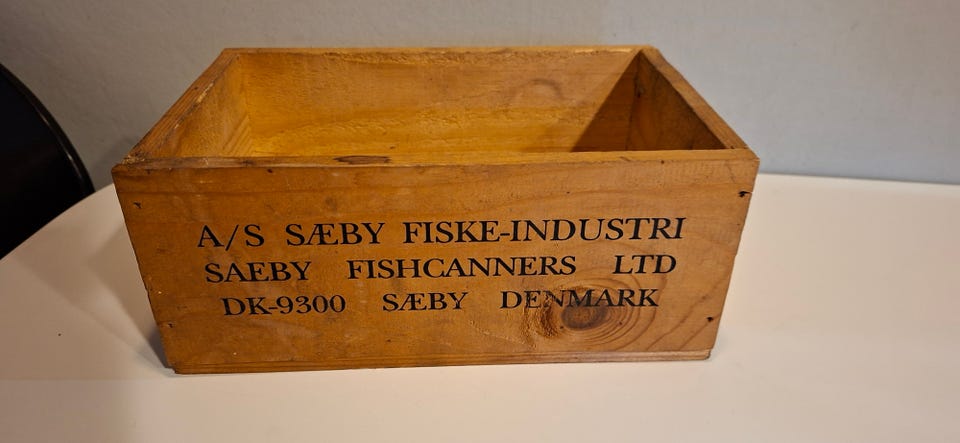 A/S SÆBY FISKE-INDUSTRI
SAEBY FISHCANNERS LTD
DK-9300 SÆBY DENMARK